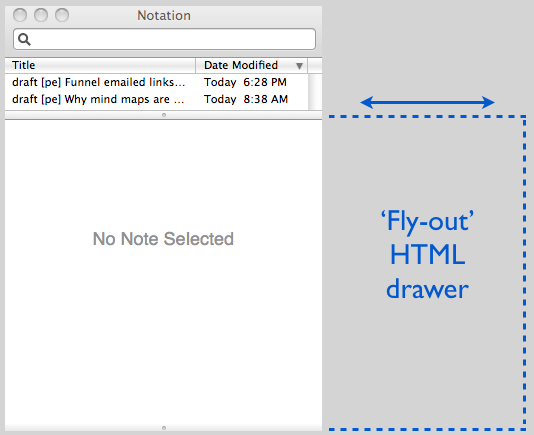 Notation
Title Date Modified
draft [pe] Funnel emailed links... Today 6:28 PM
draft [pe] Why mind maps are ... Today 8:38 AM
No Note Selected
‘Fly-out’
HTML
drawer